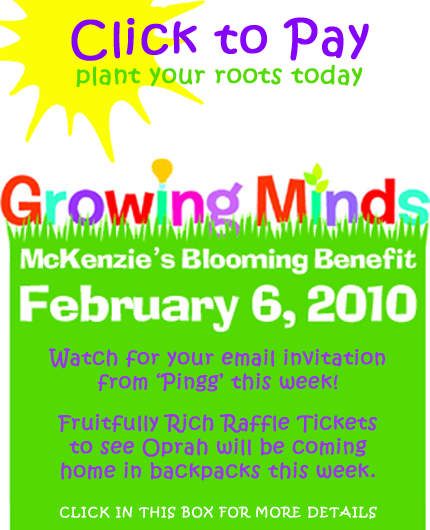 Click to Pay
plant your roots today
Growing Minds
McKenzie's Blooming Benefit
February 6, 2010
Watch for your email invitation
from 'Pingg' this week!
Fruitfully Rich Raffle Tickets
to see Oprah will be coming
home in backpacks this week.
CLICK IN THIS BOX FOR MORE DETAILS